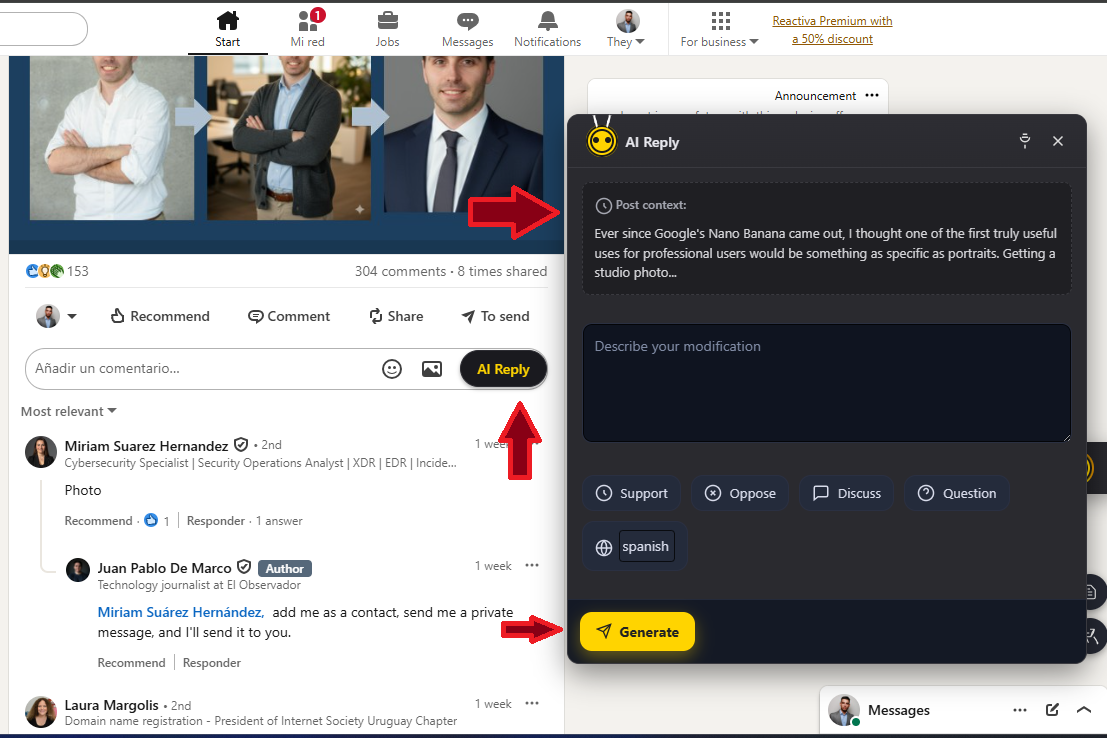 Start
1
Mi red
Jobs
Messages
Notifications
They
For business
Reactiva Premium with
a 50% discount
Announcement
AI Reply
Post context:
Ever since Google's Nano Banana came out, I thought one of the first truly useful
uses for professional users would be something as specific as portraits. Getting a
studio photo...
Describe your modification
Support
Oppose
Discuss
Question
spanish
Generate
153
304 comments · 8 times shared
Recommend
Comment
Share
To send
Añadir un comentario...
AI Reply
Most relevant
Miriam Suarez Hernandez · 2nd
1 week
Cybersecurity Specialist | Security Operations Analyst | XDR | EDR | Incide...
Photo
Recommend · 1 | Responder · 1 answer
Juan Pablo De Marco Author
1 week ···
Technology journalist at El Observador
Miriam Suárez Hernández, add me as a contact, send me a private
message, and I'll send it to you.
Recommend | Responder
Laura Margolis • 2nd
1 week ···
Domain name registration - President of Internet Society Uruguay Chapter
Messages